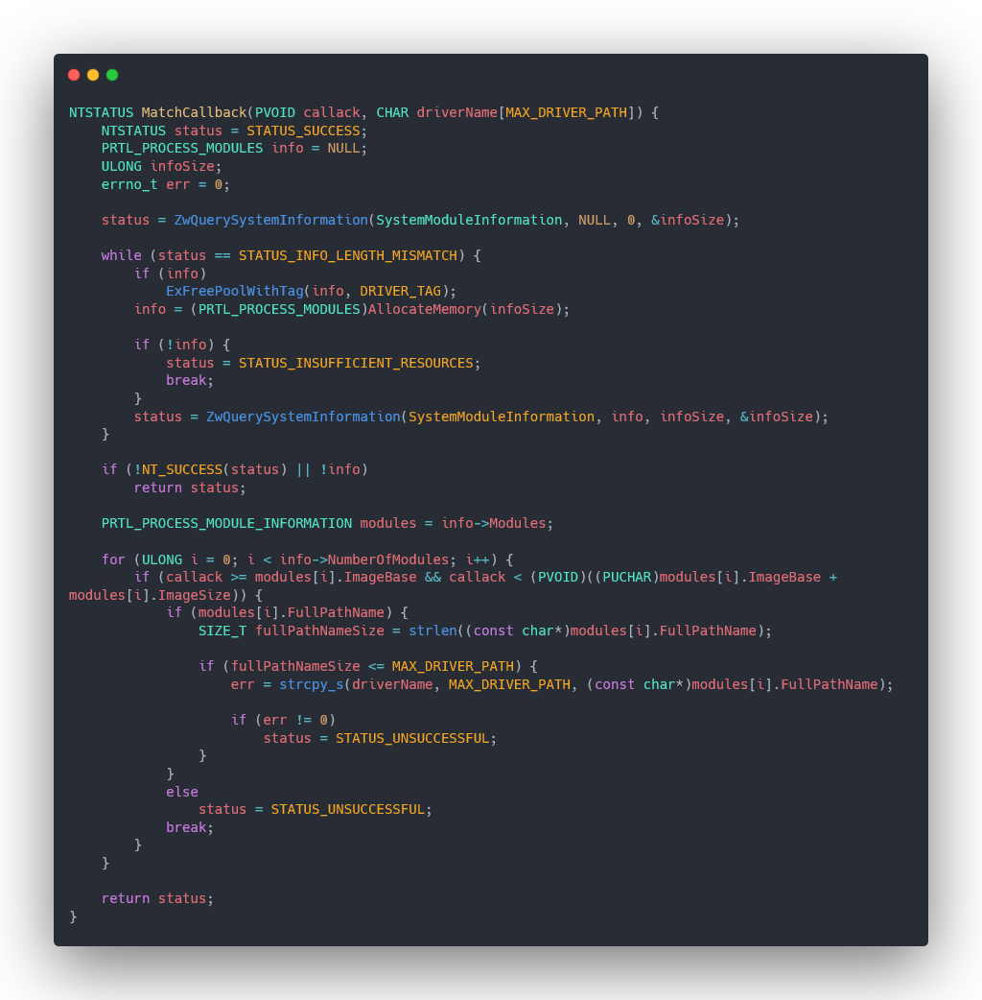 NTSTATUS MatchCallback(PVOID callack, CHAR driverName[MAX_DRIVER_PATH]) {
    NTSTATUS status = STATUS_SUCCESS;
    PRTL_PROCESS_MODULES info = NULL;
    ULONG infoSize;
    errno_t err = 0;

    status = ZwQuerySystemInformation(SystemModuleInformation, NULL, 0, &infoSize);

    while (status == STATUS_INFO_LENGTH_MISMATCH) {
        if (info)
            ExFreePoolWithTag(info, DRIVER_TAG);
        info = (PRTL_PROCESS_MODULES)AllocateMemory(infoSize);

        if (!info) {
            status = STATUS_INSUFFICIENT_RESOURCES;
            break;
        }
        status = ZwQuerySystemInformation(SystemModuleInformation, info, infoSize, &infoSize);
    }

    if (!NT_SUCCESS(status) || !info)
        return status;

    PRTL_PROCESS_MODULE_INFORMATION modules = info->Modules;

    for (ULONG i = 0; i < info->NumberOfModules; i++) {
        if (callack >= modules[i].ImageBase && callack < (PVOID)((PUCHAR)modules[i].ImageBase +
modules[i].ImageSize)) {
            if (modules[i].FullPathName) {
                SIZE_T fullPathNameSize = strlen((const char*)modules[i].FullPathName);

                if (fullPathNameSize <= MAX_DRIVER_PATH) {
                    err = strcpy_s(driverName, MAX_DRIVER_PATH, (const char*)modules[i].FullPathName);

                    if (err != 0)
                        status = STATUS_UNSUCCESSFUL;
                }
            }
            else
                status = STATUS_UNSUCCESSFUL;
            break;
        }
    }

    return status;
}